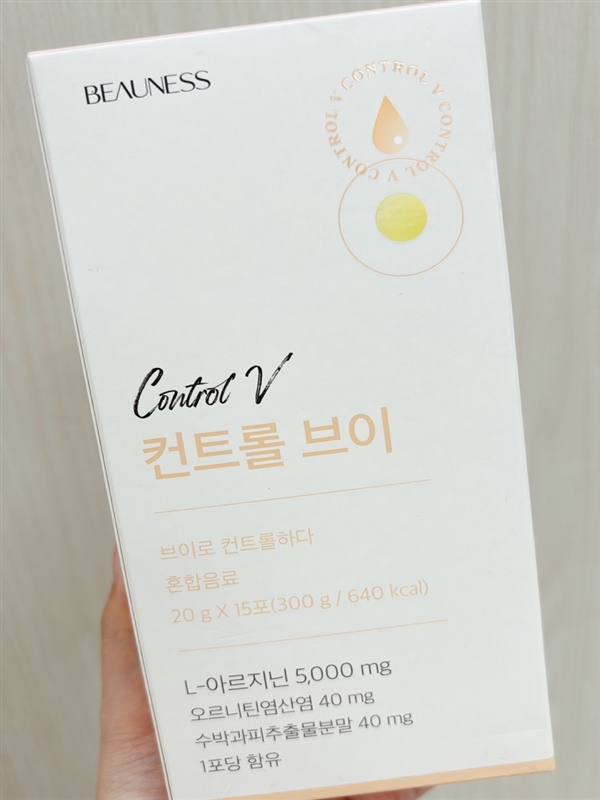 BEAUNESS
CONTROL V CONTROL V CONTROL V
Control V
컨트롤 브이
브이로 컨트롤하다
혼합음료
20 g X 15포(300 g / 640 kcal)
L-아르지닌 5,000 mg
오르니틴염산염 40 mg
수박과피추출물분말 40 mg
1포당 함유